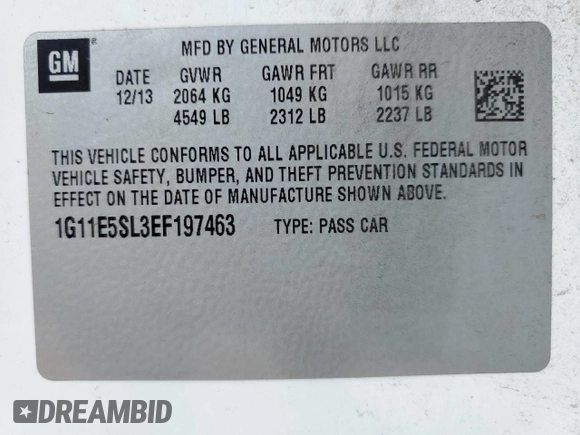 GM
MFD BY GENERAL MOTORS LLC
DATE GVWR GAWR FRT GAWR RR
12/13 2064 KG 1049 KG 1015 KG
4549 LB 2312 LB 2237 LB
THIS VEHICLE CONFORMS TO ALL APPLICABLE U.S. FEDERAL MOTOR
VEHICLE SAFETY, BUMPER, AND THEFT PREVENTION STANDARDS IN
EFFECT ON THE DATE OF MANUFACTURE SHOWN ABOVE.
1G11E5SL3EF197463 TYPE: PASS CAR
DREAMBID